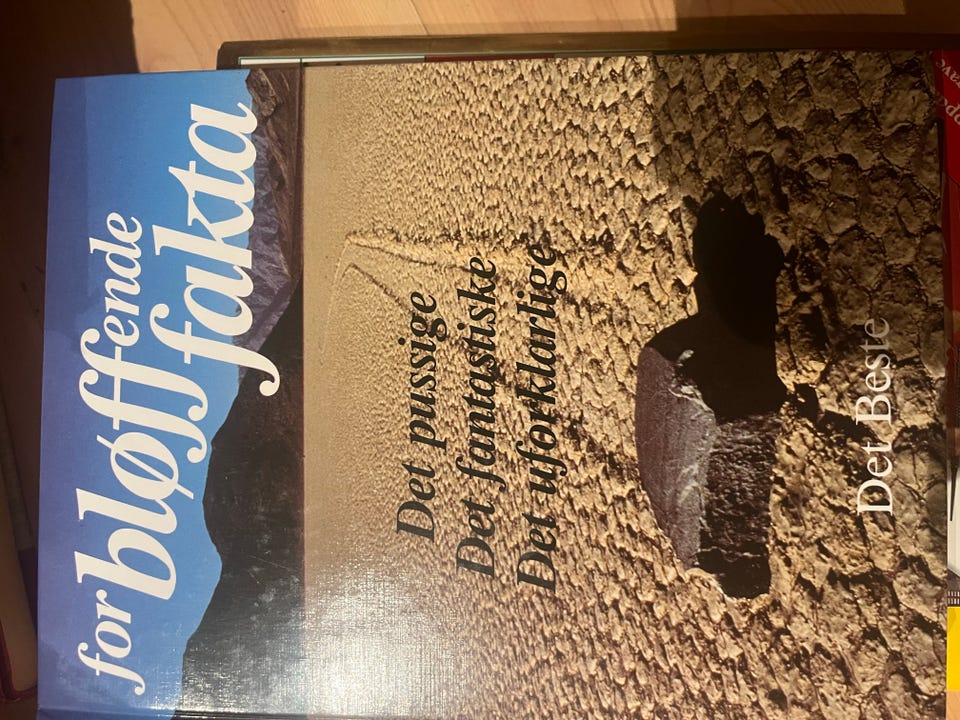 forbløffende
fakta
Det pussige
Det fantastiske
Det uforklarlige
Det Beste